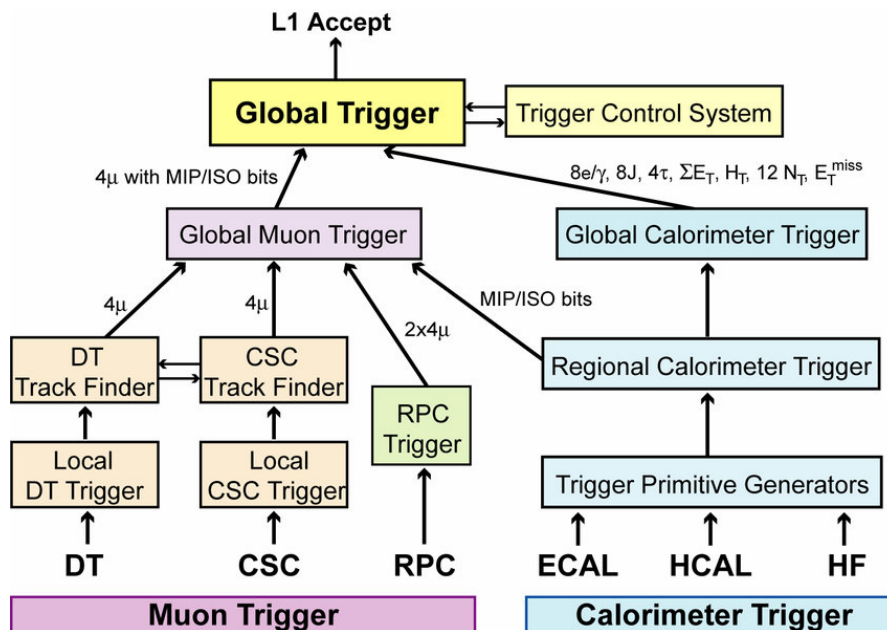 L1 Accept
Global Trigger
Trigger Control System
4μ with MIP/ISO bits
8e/γ, 8J, 4τ, ΣE_T, H_T, 12 N_T, E_T^miss
Global Muon Trigger
Global Calorimeter Trigger
4μ
4μ
2x4μ
MIP/ISO bits
DT
Track Finder
CSC
Track Finder
Regional Calorimeter Trigger
RPC
Trigger
Local
DT Trigger
Local
CSC Trigger
Trigger Primitive Generators
DT
CSC
RPC
ECAL
HCAL
HF
Muon Trigger
Calorimeter Trigger